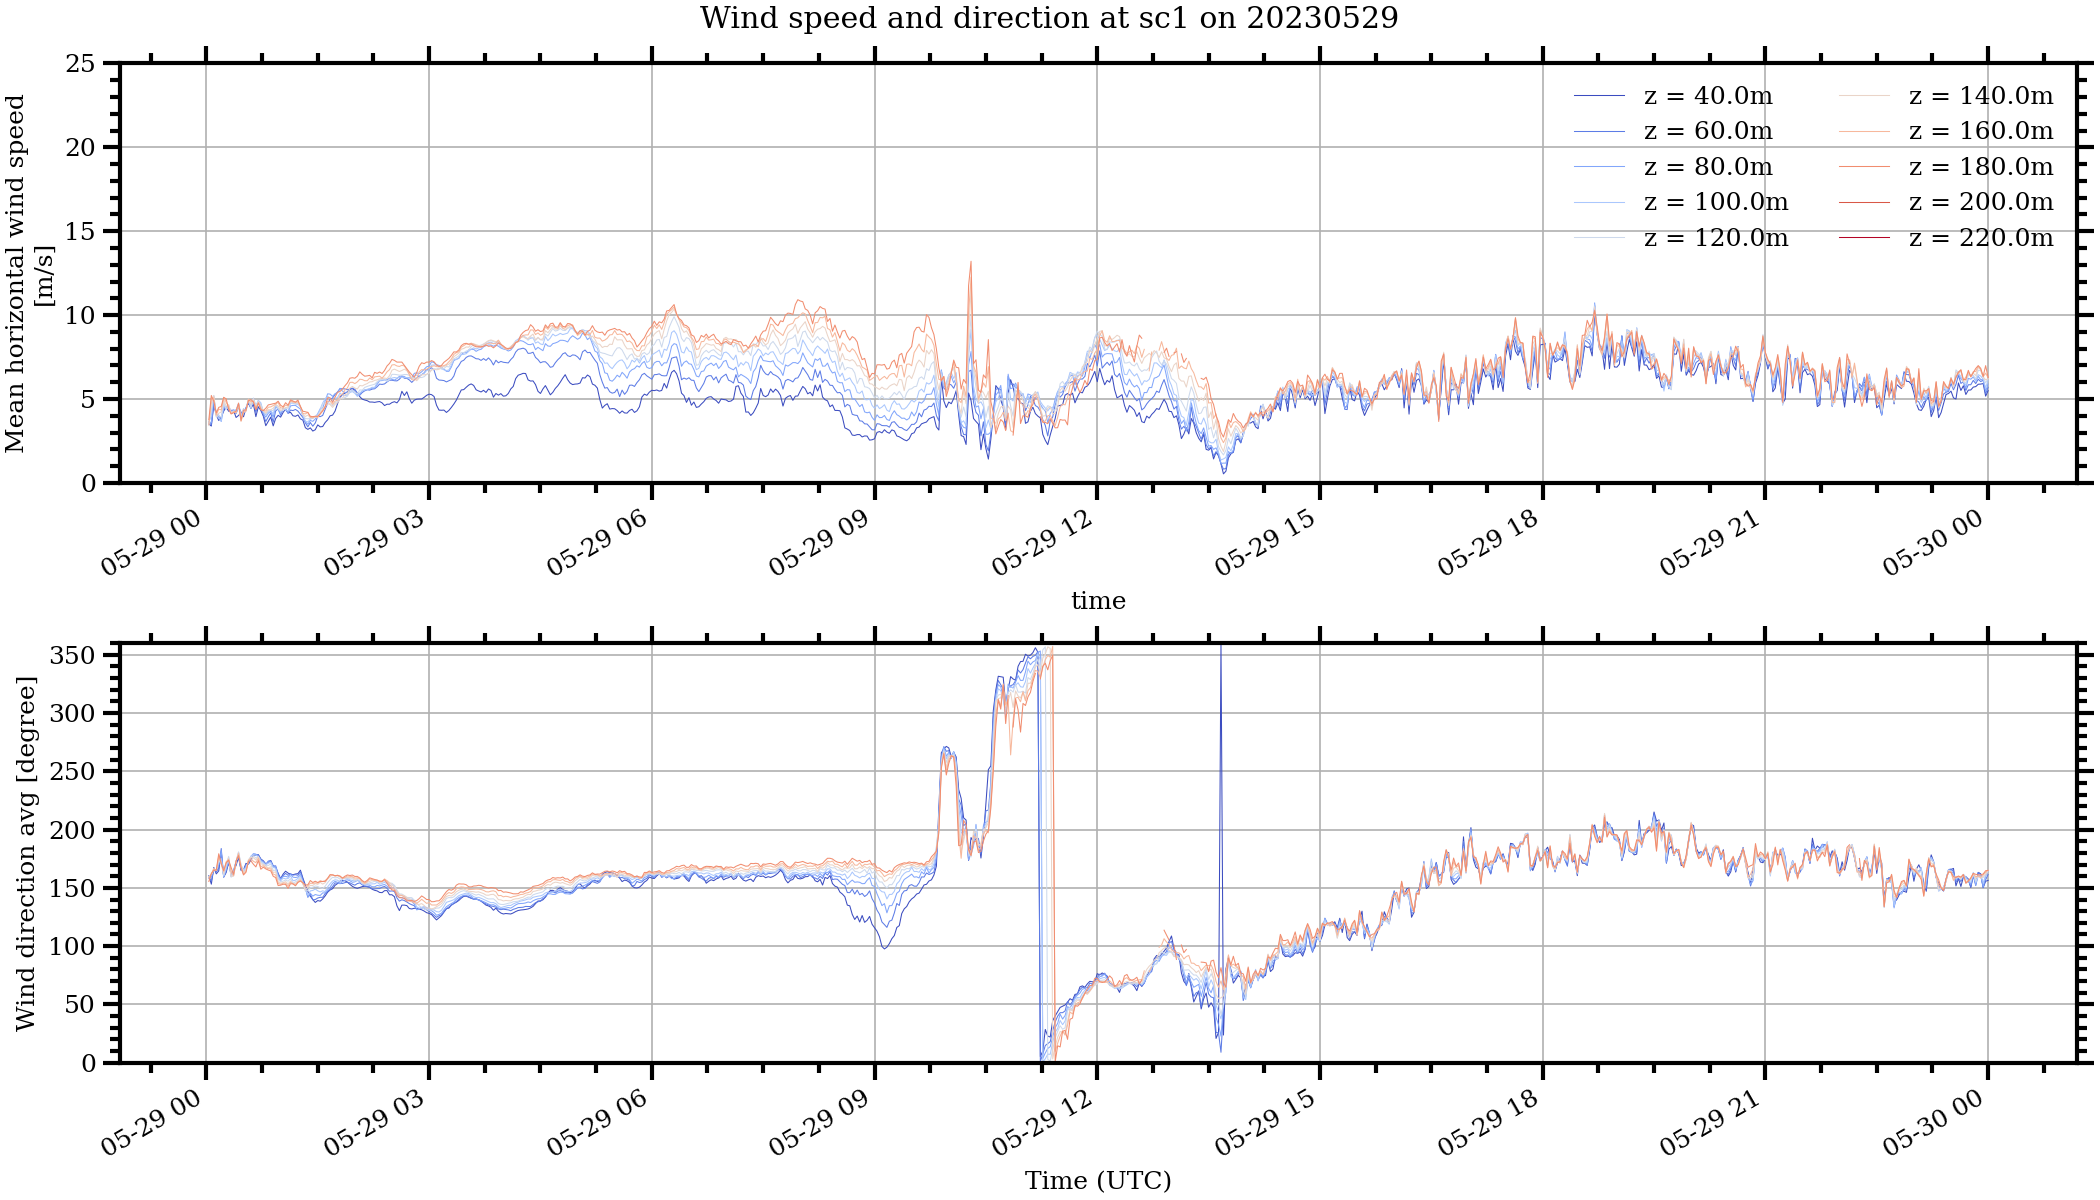 Wind speed and direction at sc1 on 20230529
Mean horizontal wind speed
[m/s]
25
20
15
10
5
0
z = 40.0m
z = 60.0m
z = 80.0m
z = 100.0m
z = 120.0m
z = 140.0m
z = 160.0m
z = 180.0m
z = 200.0m
z = 220.0m
05-29 00
05-29 03
05-29 06
05-29 09
05-29 12
05-29 15
05-29 18
05-29 21
05-30 00
time
Wind direction avg [degree]
350
300
250
200
150
100
50
0
05-29 00
05-29 03
05-29 06
05-29 09
05-29 12
05-29 15
05-29 18
05-29 21
05-30 00
Time (UTC)